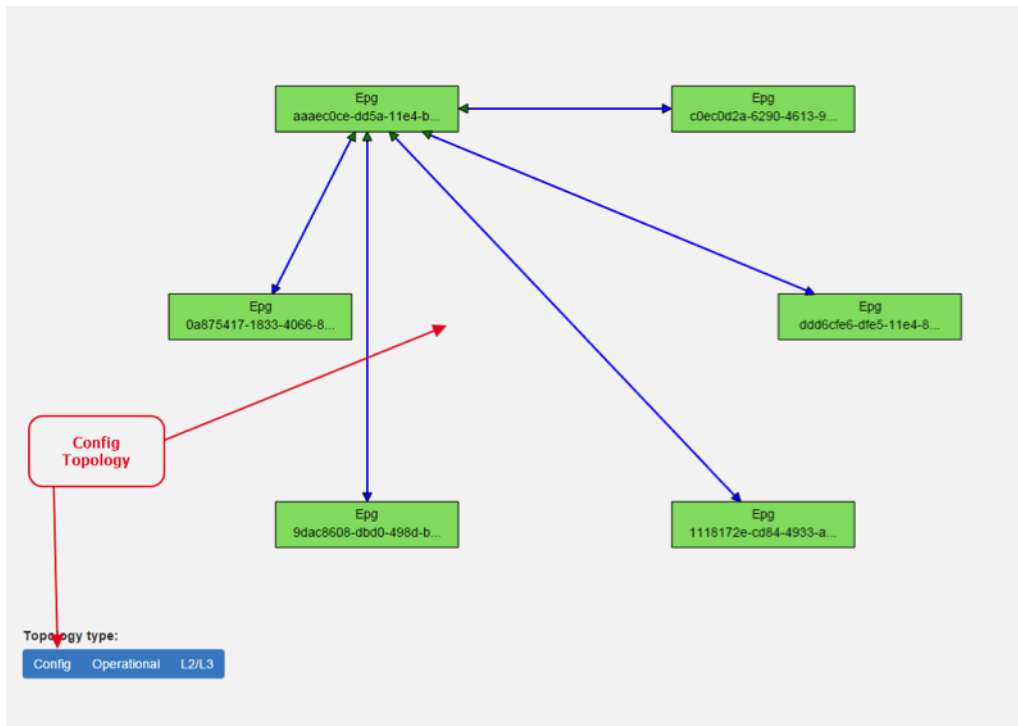 Epg
aaaec0ce-dd5a-11e4-b...
Epg
c0ec0d2a-6290-4613-9...
Epg
0a875417-1833-4066-8...
Epg
ddd6cfe6-dfe5-11e4-8...
Config
Topology
Epg
9dac8608-dbd0-498d-b...
Epg
1118172e-cd84-4933-a...
Topology type:
Config Operational L2/L3